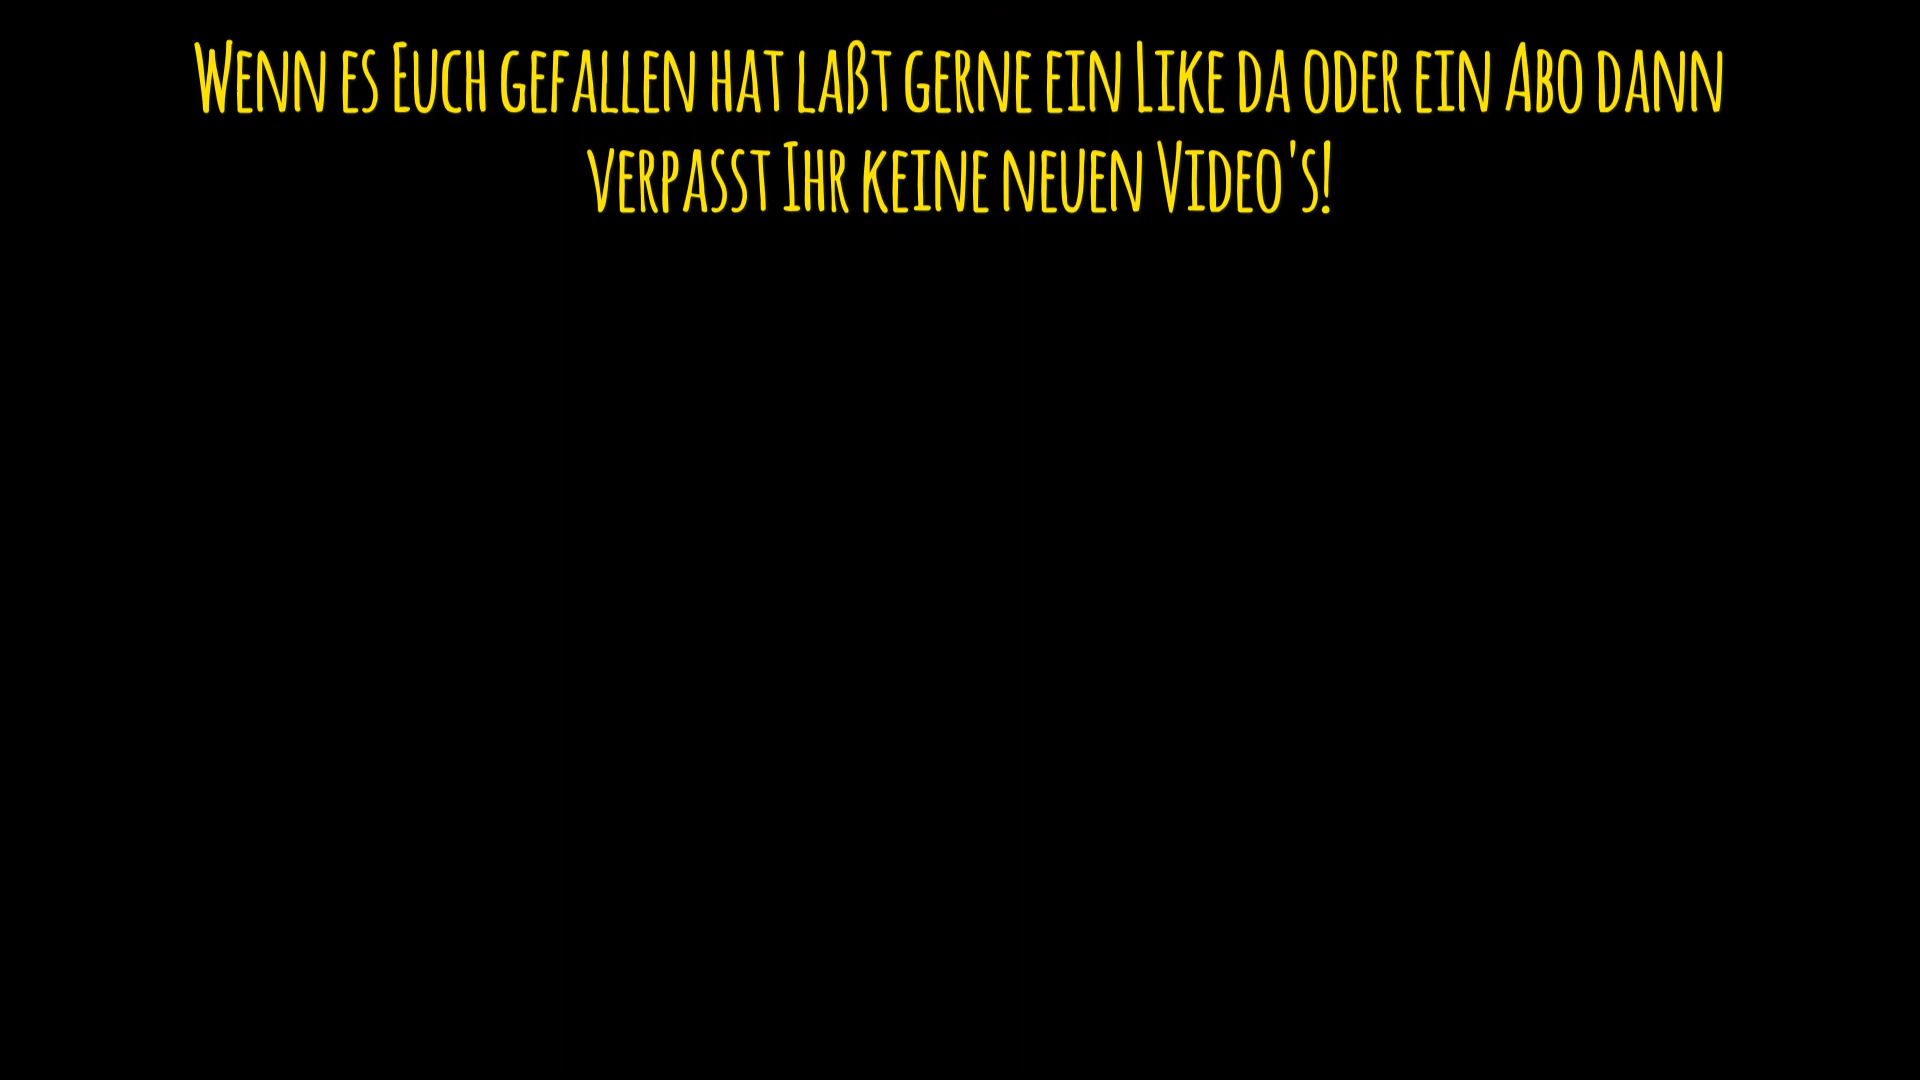 Wenn es Euch gefallen hat laßt gerne ein Like da oder ein Abo dann
verpasst Ihr keine neuen Video's!